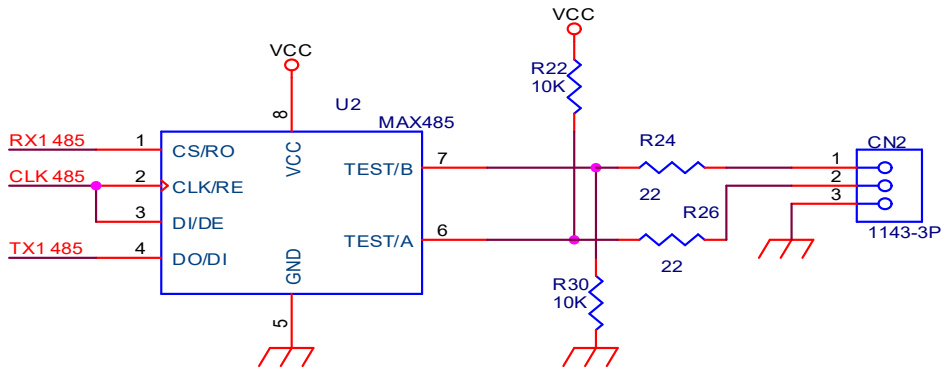 VCC
VCC
R22
10K
U2
8
MAX485
RX1 485
1
CS/RO
VCC
TEST/B
7
R24
CN2
1
CLK 485
2
CLK/RE
22
2
3
DI/DE
R26
3
TX1 485
4
DO/DI
GND
TEST/A
6
22
1143-3P
5
R30
10K